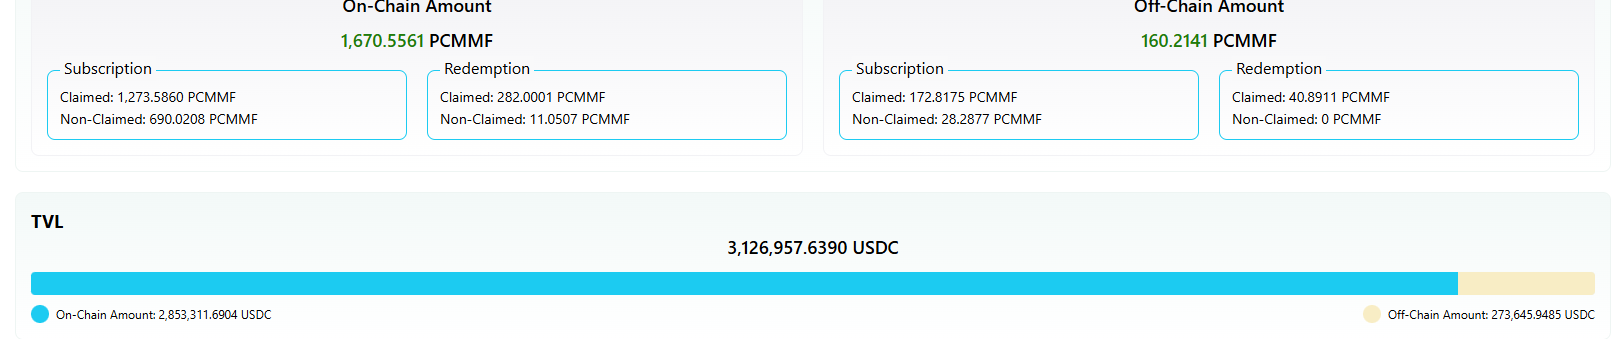 On-Chain Amount
1,670.5561 PCMMF
Subscription
Claimed: 1,273.5860 PCMMF
Non-Claimed: 690.0208 PCMMF
Redemption
Claimed: 282.0001 PCMMF
Non-Claimed: 11.0507 PCMMF
Off-Chain Amount
160.2141 PCMMF
Subscription
Claimed: 172.8175 PCMMF
Non-Claimed: 28.2877 PCMMF
Redemption
Claimed: 40.8911 PCMMF
Non-Claimed: 0 PCMMF
TVL
3,126,957.6390 USDC
On-Chain Amount: 2,853,311.6904 USDC
Off-Chain Amount: 273,645.9485 USDC